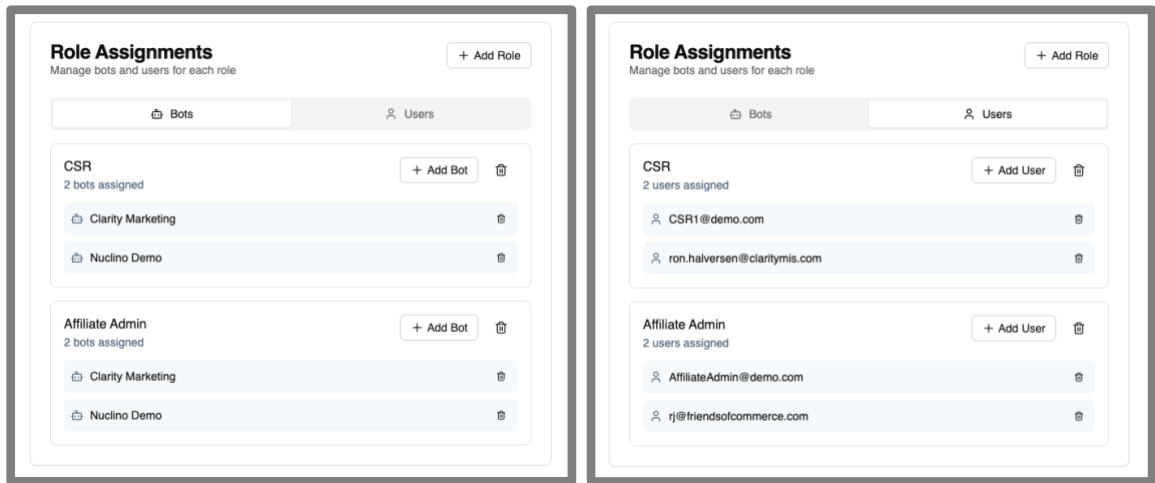 Role Assignments
+ Add Role
Manage bots and users for each role
Bots
Users
CSR
+ Add Bot
2 bots assigned
Clarity Marketing
Nuclino Demo
Affiliate Admin
+ Add Bot
2 bots assigned
Clarity Marketing
Nuclino Demo
Role Assignments
+ Add Role
Manage bots and users for each role
Bots
Users
CSR
+ Add User
2 users assigned
CSR1@demo.com
ron.halversen@claritymis.com
Affiliate Admin
+ Add User
2 users assigned
AffiliateAdmin@demo.com
rj@friendsofcommerce.com